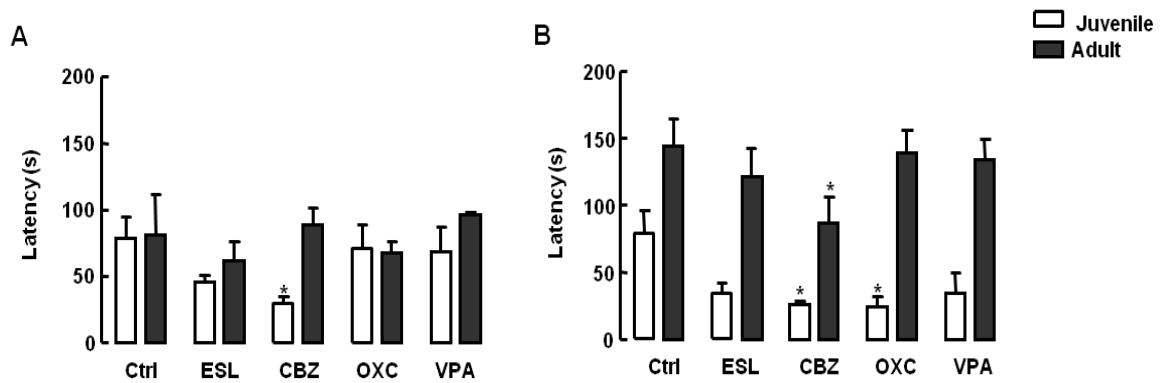 A
Latency (s)
200
150
100
50
0
*
Ctrl ESL CBZ OXC VPA
B
Juvenile
Adult
Latency (s)
200
150
100
50
0
*
*
*
Ctrl ESL CBZ OXC VPA